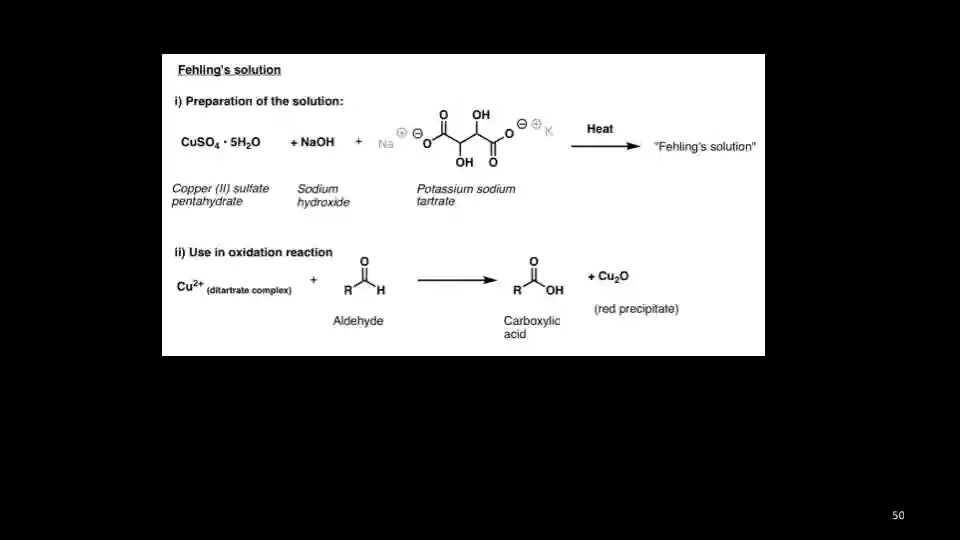 Fehling's solution
i) Preparation of the solution:
CuSO₄ · 5H₂O + NaOH + Na ⊕ ⊖ O O OH OH O O ⊖ ⊕ K Heat "Fehling's solution"
Copper (II) sulfate pentahydrate
Sodium hydroxide
Potassium sodium tartrate
ii) Use in oxidation reaction
Cu²⁺ (ditartrate complex) + O R H O R OH + Cu₂O
(red precipitate)
Aldehyde
Carboxylic acid
50